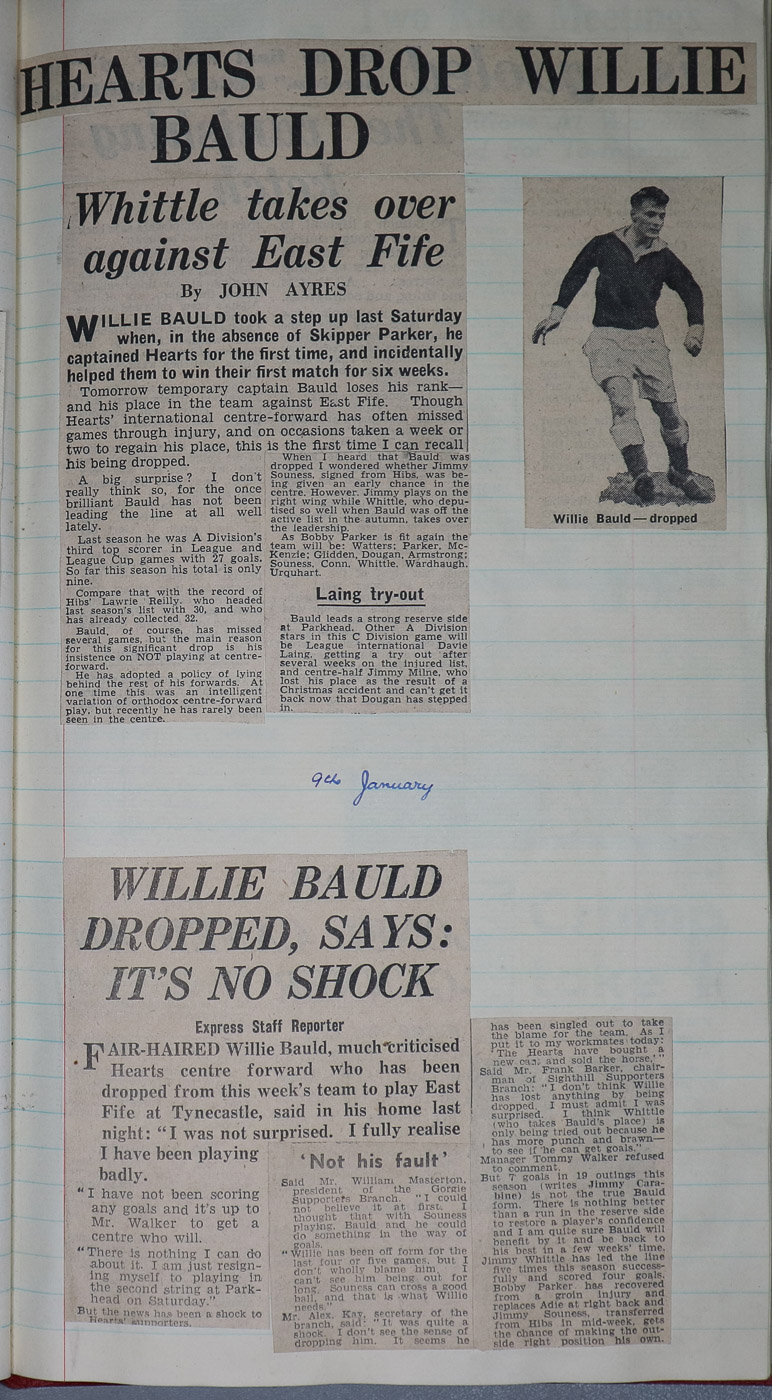 HEARTS DROP WILLIE
BAULD
Whittle takes over
against East Fife
By JOHN AYRES
WILLIE BAULD took a step up last Saturday
when, in the absence of Skipper Parker, he
captained Hearts for the first time, and incidentally
helped them to win their first match for six weeks.
Tomorrow temporary captain Bauld loses his rank—
and his place in the team against East Fife. Though
Hearts' international centre-forward has often missed
games through injury, and on occasions taken a week or
two to regain his place, this is the first time I can recall
his being dropped.
A big surprise? I don't
really think so, for the once
brilliant Bauld has not been
leading the line at all well
lately.
Last season he was A Division's
third top scorer in League and
League Cup games with 27 goals.
So far this season his total is only
nine.
Compare that with the record of
Hibs' Lawrie Reilly, who headed
last season's list with 30, and who
has already collected 32.
Bauld, of course, has missed
several games, but the main reason
for this significant drop is his
insistence on NOT playing at centre-
forward.
He has adopted a policy of lying
behind the rest of his forwards. At
one time this was an intelligent
variation of orthodox centre-forward
play, but recently he has rarely been
seen in the centre.
When I heard that Bauld was
dropped I wondered whether Jimmy
Souness, signed from Hibs, was be-
ing given an early chance in the
centre. However, Jimmy plays on the
right wing while Whittle, who depu-
tised so well when Bauld was off the
active list in the autumn, takes over
the leadership.
As Bobby Parker is fit again the
team will be: Watters; Parker, Mc-
Kenzie; Glidden, Dougan, Armstrong;
Souness, Conn, Whittle, Wardhaugh,
Urquhart.
Laing try-out
Bauld leads a strong reserve side
at Parkhead. Other A Division
stars in this C Division game will
be League international Davie
Laing, getting a try out after
several weeks on the injured list,
and centre-half Jimmy Milne, who
lost his place as the result of a
Christmas accident and can't get it
back now that Dougan has stepped
in.
Willie Bauld — dropped
9th January
WILLIE BAULD
DROPPED, SAYS:
IT'S NO SHOCK
Express Staff Reporter
FAIR-HAIRED Willie Bauld, much criticised
Hearts centre forward who has been
dropped from this week's team to play East
Fife at Tynecastle, said in his home last
night: "I was not surprised. I fully realise
I have been playing
badly.
"I have not been scoring
any goals and it's up to
Mr. Walker to get a
centre who will.
"There is nothing I can do
about it. I am just resign-
ing myself to playing in
the second string at Park-
head on Saturday."
But the news has been a shock to
Hearts' supporters.
'Not his fault'
Said Mr. William Masterton,
president of the Gorgie
Supporters Branch. "I could
not believe it at first. I
thought that with Souness
playing, Bauld and he could
do something in the way of
goals.
"Willie has been off form for the
last four or five games, but I
don't wholly blame him. I
can't see him being out for
long. Souness can cross a good
ball, and that is what Willie
needs."
Mr. Alex. Kay, secretary of the
branch, said: "It was quite a
shock. I don't see the sense of
dropping him. It seems he
has been singled out to take
the blame for the team. As I
put it to my workmates today:
'The Hearts have bought a
new car and sold the horse.'"
Said Mr. Frank Barker, chair-
man of Sighthill Supporters
Branch: "I don't think Willie
has lost anything by being
dropped. I must admit I was
surprised. I think Whittle
(who takes Bauld's place) is
only being tried out because he
has more punch and brawn—
to see if he can get goals."
Manager Tommy Walker refused
to comment.
But 7 goals in 19 outings this
season (writes Jimmy Cara-
bine) is not the true Bauld
form. There is nothing better
than a run in the reserve side
to restore a player's confidence
and I am quite sure Bauld will
benefit by it and be back to
his best in a few weeks' time.
Jimmy Whittle has led the line
five times this season success-
fully and scored four goals.
Bobby Parker has recovered
from a groin injury and
replaces Adie at right back and
Jimmy Souness, transferred
from Hibs in mid-week, gets
the chance of making the out-
side right position his own.